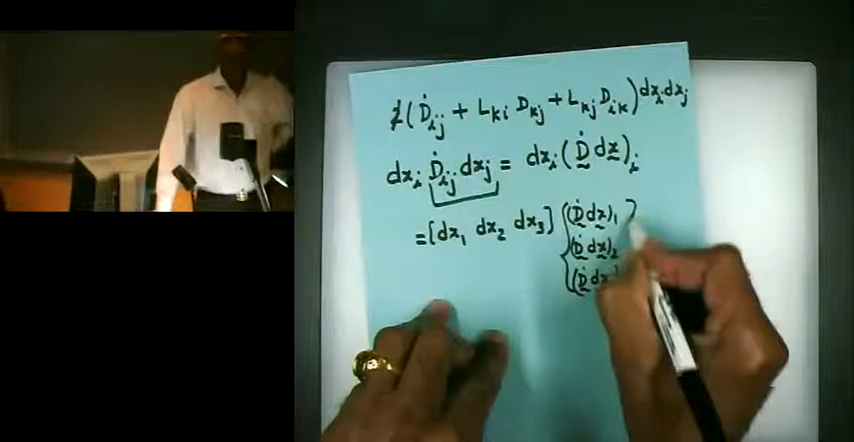 2(Ḋij + Lki Dkj + Lkj Dik) dxi dxj
dxi Ḋij dxj = dxi (Ḋ dx)i
= [dx1 dx2 dx3] {(Ḋ dx)1
(Ḋ dx)2
(Ḋ dx